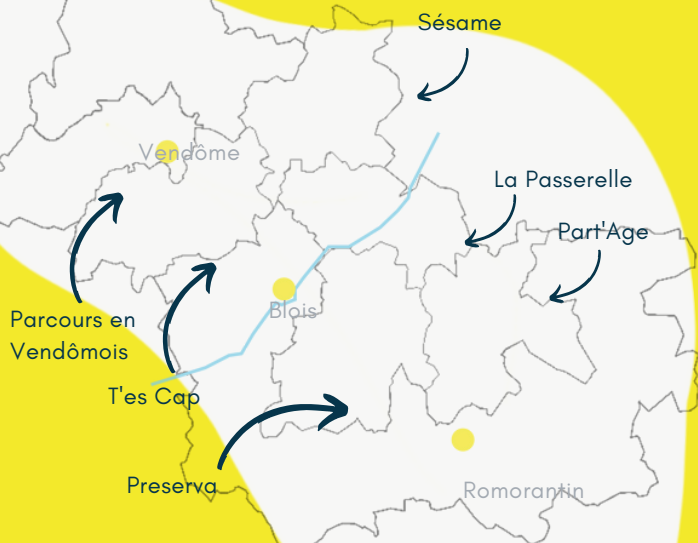 Sésame
Vendôme
La Passerelle
Part'Age
Blois
Parcours en
Vendômois
T'es Cap
Preserva
Romorantin